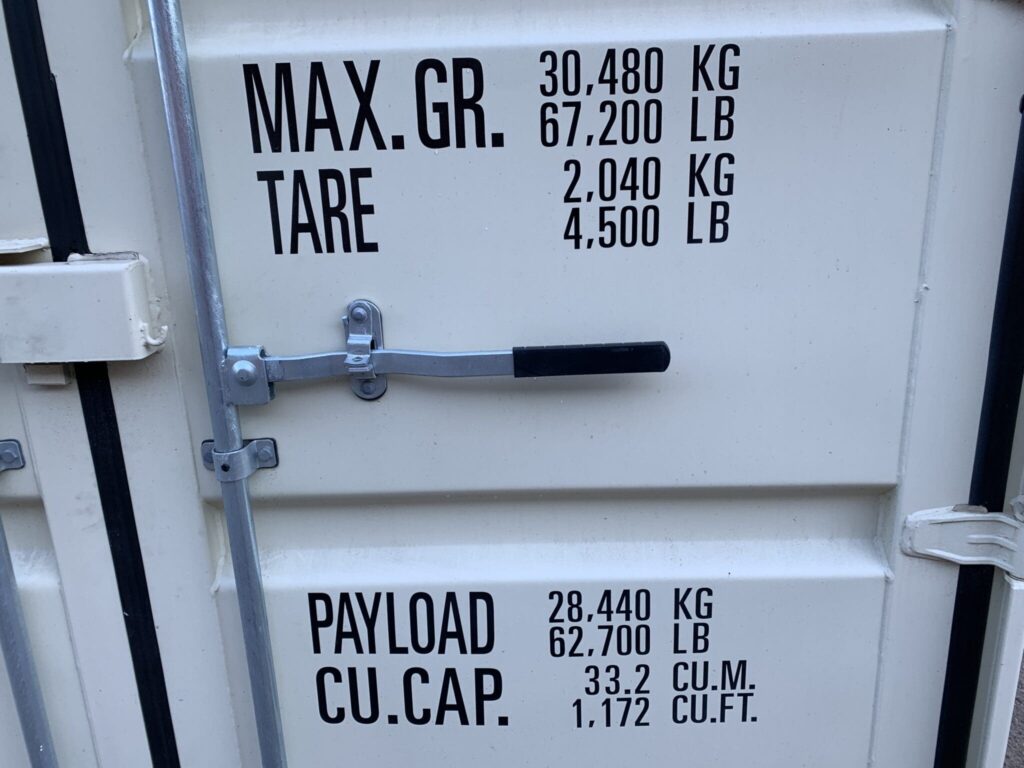 MAX.GR. 30,480 KG
67,200 LB
TARE 2,040 KG
4,500 LB
PAYLOAD 28,440 KG
62,700 LB
CU.CAP. 33.2 CU.M.
1,172 CU.FT.